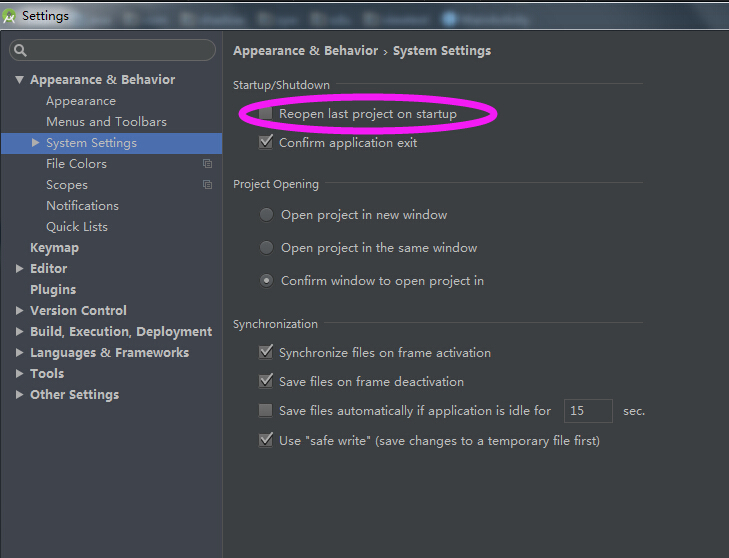 Settings
Appearance & Behavior
Appearance
Menus and Toolbars
System Settings
File Colors
Scopes
Notifications
Quick Lists
Keymap
Editor
Plugins
Version Control
Build, Execution, Deployment
Languages & Frameworks
Tools
Other Settings
Appearance & Behavior › System Settings
Startup/Shutdown
Reopen last project on startup
Confirm application exit
Project Opening
Open project in new window
Open project in the same window
Confirm window to open project in
Synchronization
Synchronize files on frame activation
Save files on frame deactivation
Save files automatically if application is idle for 15 sec.
Use "safe write" (save changes to a temporary file first)